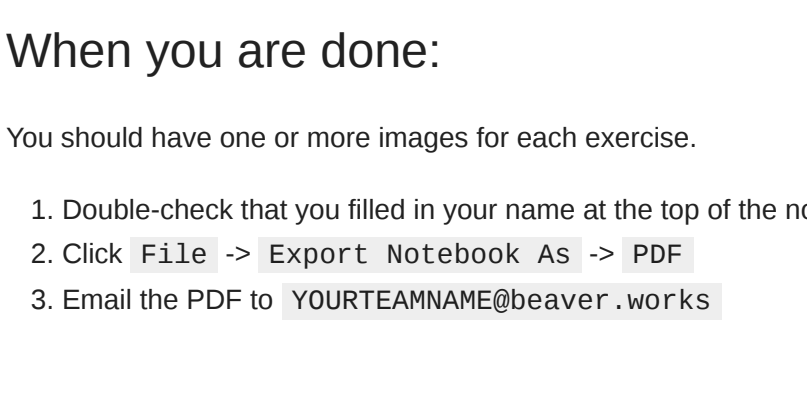 When you are done:
You should have one or more images for each exercise.
1. Double-check that you filled in your name at the top of the
2. Click File -> Export Notebook As -> PDF
3. Email the PDF to YOURTEAMNAME@beaver.works